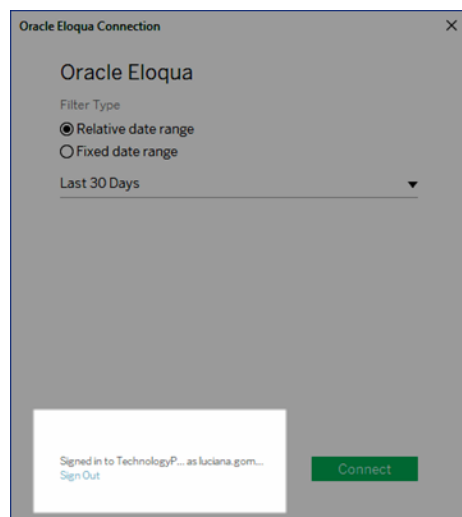 Oracle Eloqua Connection
Oracle Eloqua
Filter Type
Relative date range
Fixed date range
Last 30 Days
Signed in to TechnologyP... as luciana.gom...
Sign Out
Connect